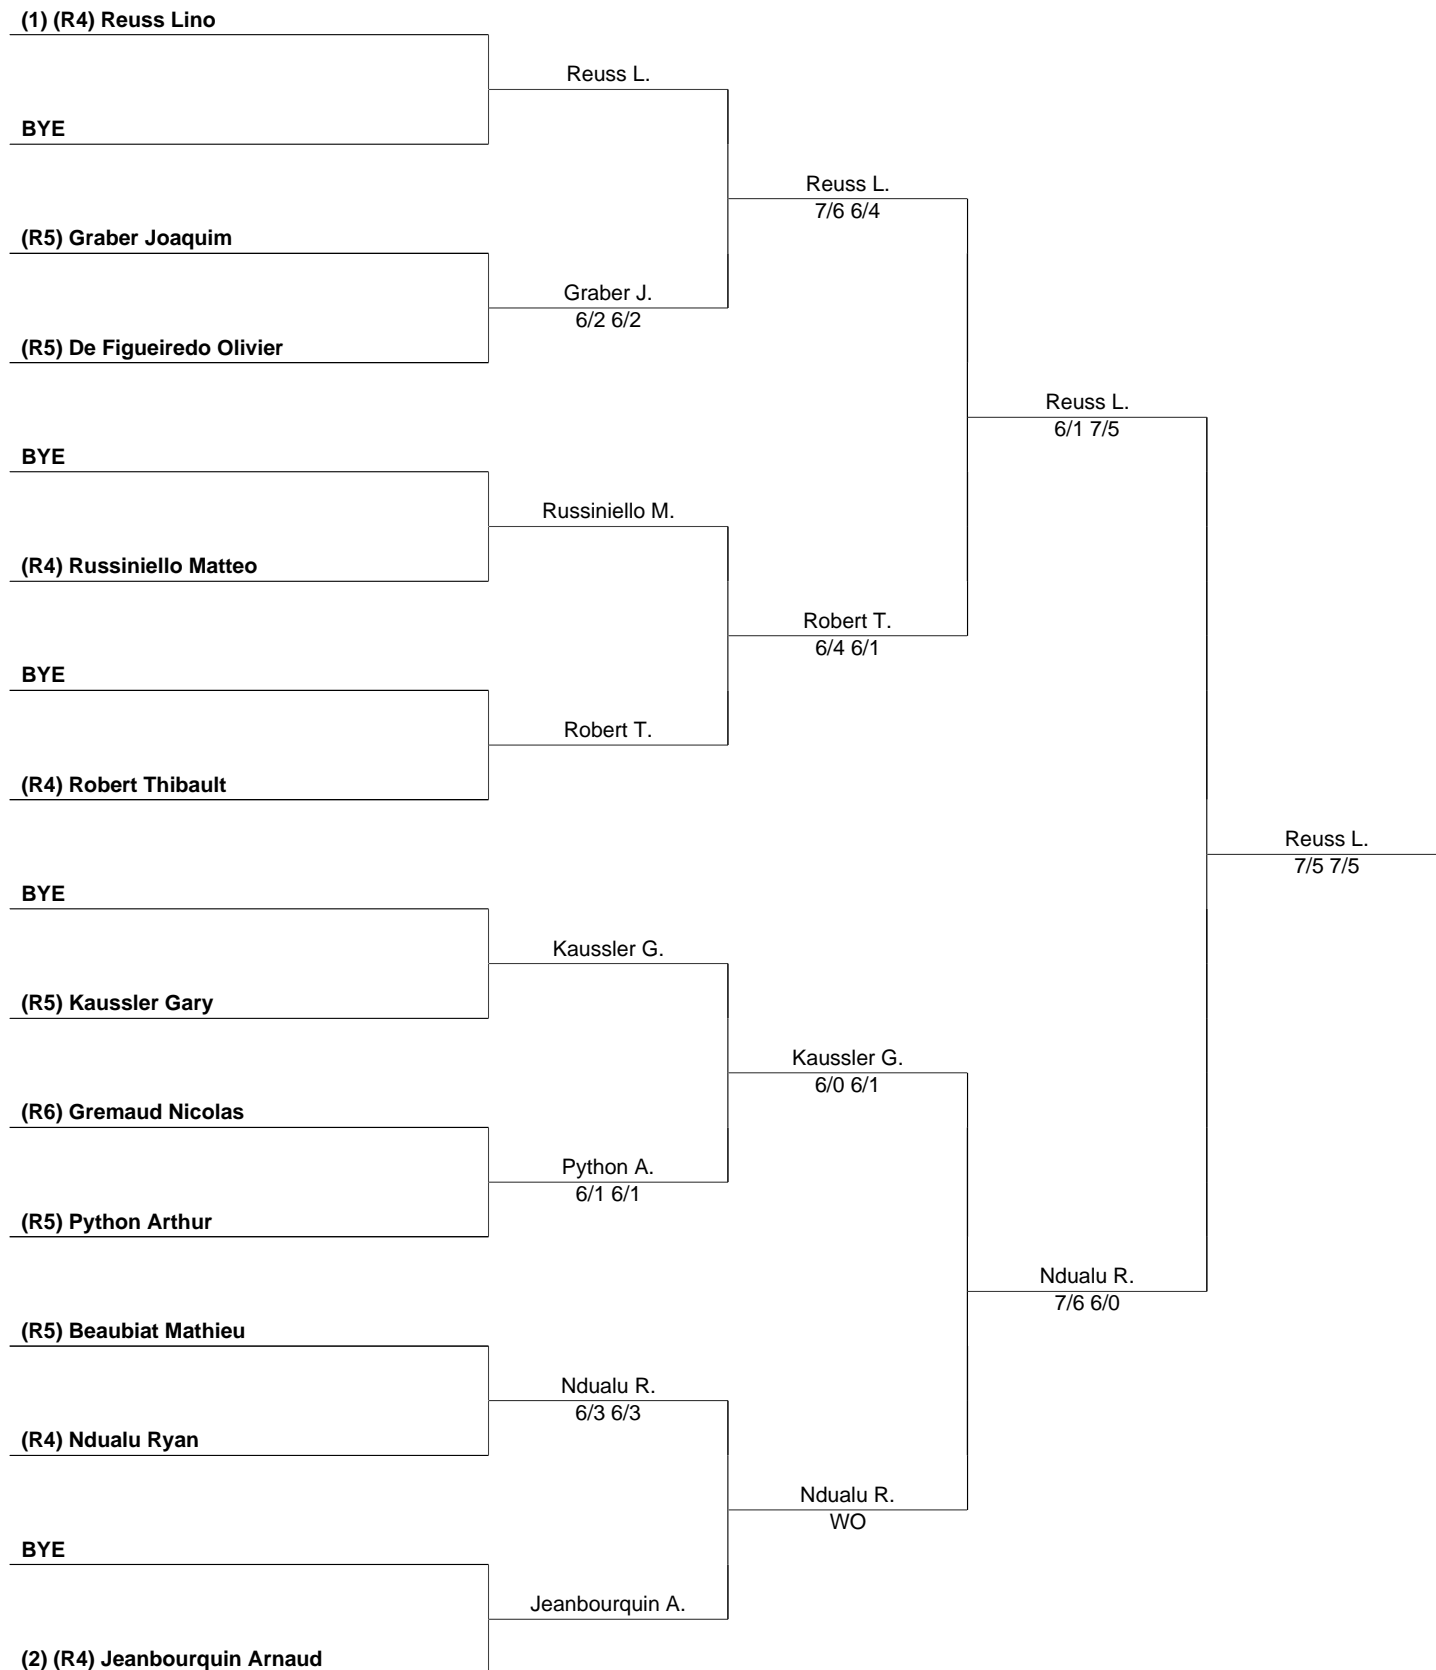 (1) (R4) Reuss Lino
Reuss L.
BYE
Reuss L.
7/6 6/4
(R5) Graber Joaquim
Graber J.
6/2 6/2
(R5) De Figueiredo Olivier
Reuss L.
6/1 7/5
BYE
Russiniello M.
(R4) Russiniello Matteo
Robert T.
6/4 6/1
BYE
Robert T.
(R4) Robert Thibault
Reuss L.
7/5 7/5
BYE
Kaussler G.
(R5) Kaussler Gary
Kaussler G.
6/0 6/1
(R6) Gremaud Nicolas
Python A.
6/1 6/1
(R5) Python Arthur
Ndualu R.
7/6 6/0
(R5) Beaubiat Mathieu
Ndualu R.
6/3 6/3
(R4) Ndualu Ryan
Ndualu R.
WO
BYE
Jeanbourquin A.
(2) (R4) Jeanbourquin Arnaud